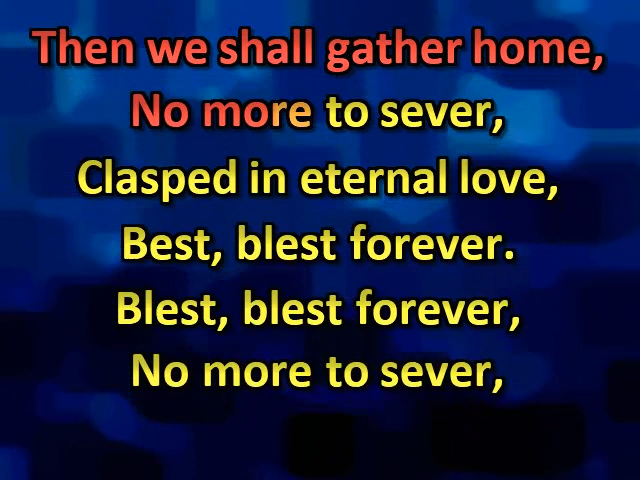 Then we shall gather home,
No more to sever,
Clasped in eternal love,
Best, blest forever.
Blest, blest forever,
No more to sever,